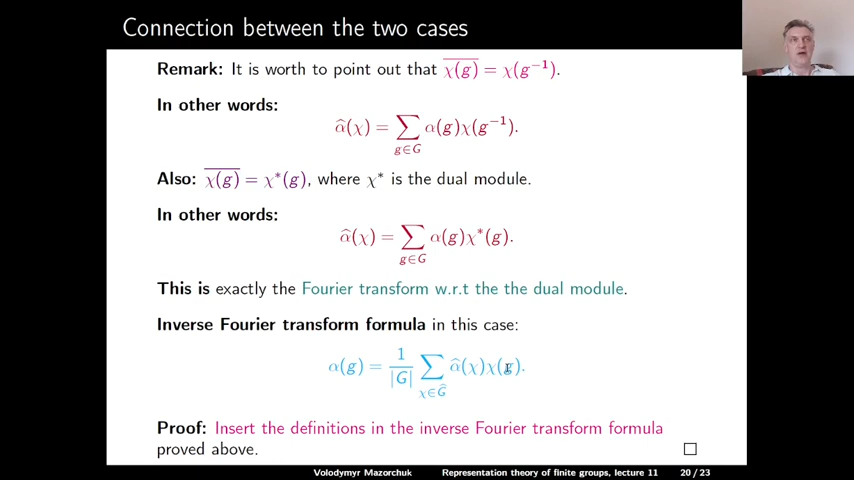 Connection between the two cases
Remark: It is worth to point out that $\overline{\chi(g)} = \chi(g^{-1})$.
In other words:
$\widehat{\alpha}(\chi) = \sum_{g \in G} \alpha(g)\chi(g^{-1}).$
Also: $\overline{\chi(g)} = \chi^*(g)$, where $\chi^*$ is the dual module.
In other words:
$\widehat{\alpha}(\chi) = \sum_{g \in G} \alpha(g)\chi^*(g).$
This is exactly the Fourier transform w.r.t the the dual module.
Inverse Fourier transform formula in this case:
$\alpha(g) = \frac{1}{|G|} \sum_{\chi \in \widehat{G}} \widehat{\alpha}(\chi)\chi(g).$
Proof: Insert the definitions in the inverse Fourier transform formula
proved above. □
Volodymyr Mazorchuk Representation theory of finite groups, lecture 11 20/23